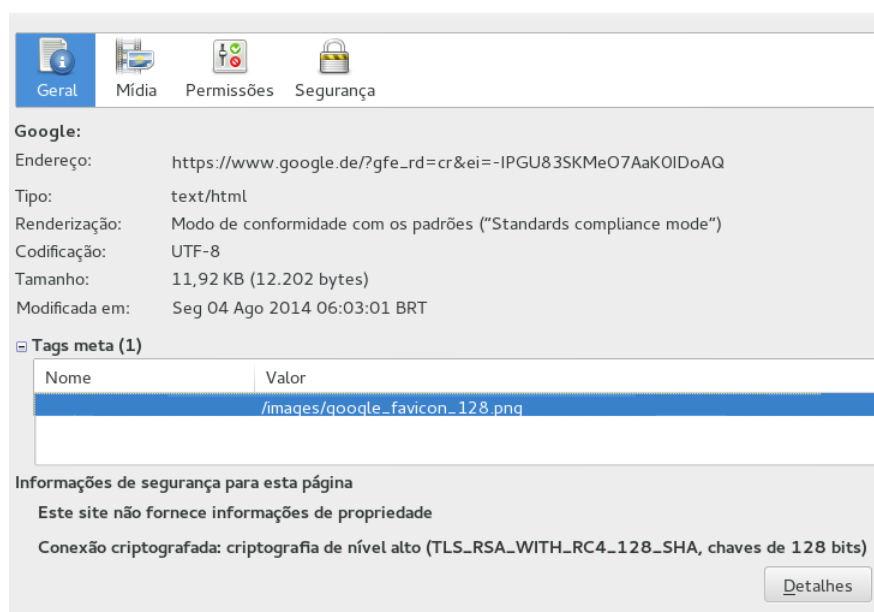 Geral Mídia Permissões Segurança
Google:
Endereço: https://www.google.de/?gfe_rd=cr&ei=-IPGU83SKMeO7AaK0IDoAQ
Tipo: text/html
Renderização: Modo de conformidade com os padrões ("Standards compliance mode")
Codificação: UTF-8
Tamanho: 11,92 KB (12.202 bytes)
Modificada em: Seg 04 Ago 2014 06:03:01 BRT
Tags meta (1)
Nome Valor
/images/google_favicon_128.png
Informações de segurança para esta página
Este site não fornece informações de propriedade
Conexão criptografada: criptografia de nível alto (TLS_RSA_WITH_RC4_128_SHA, chaves de 128 bits)
Detalhes